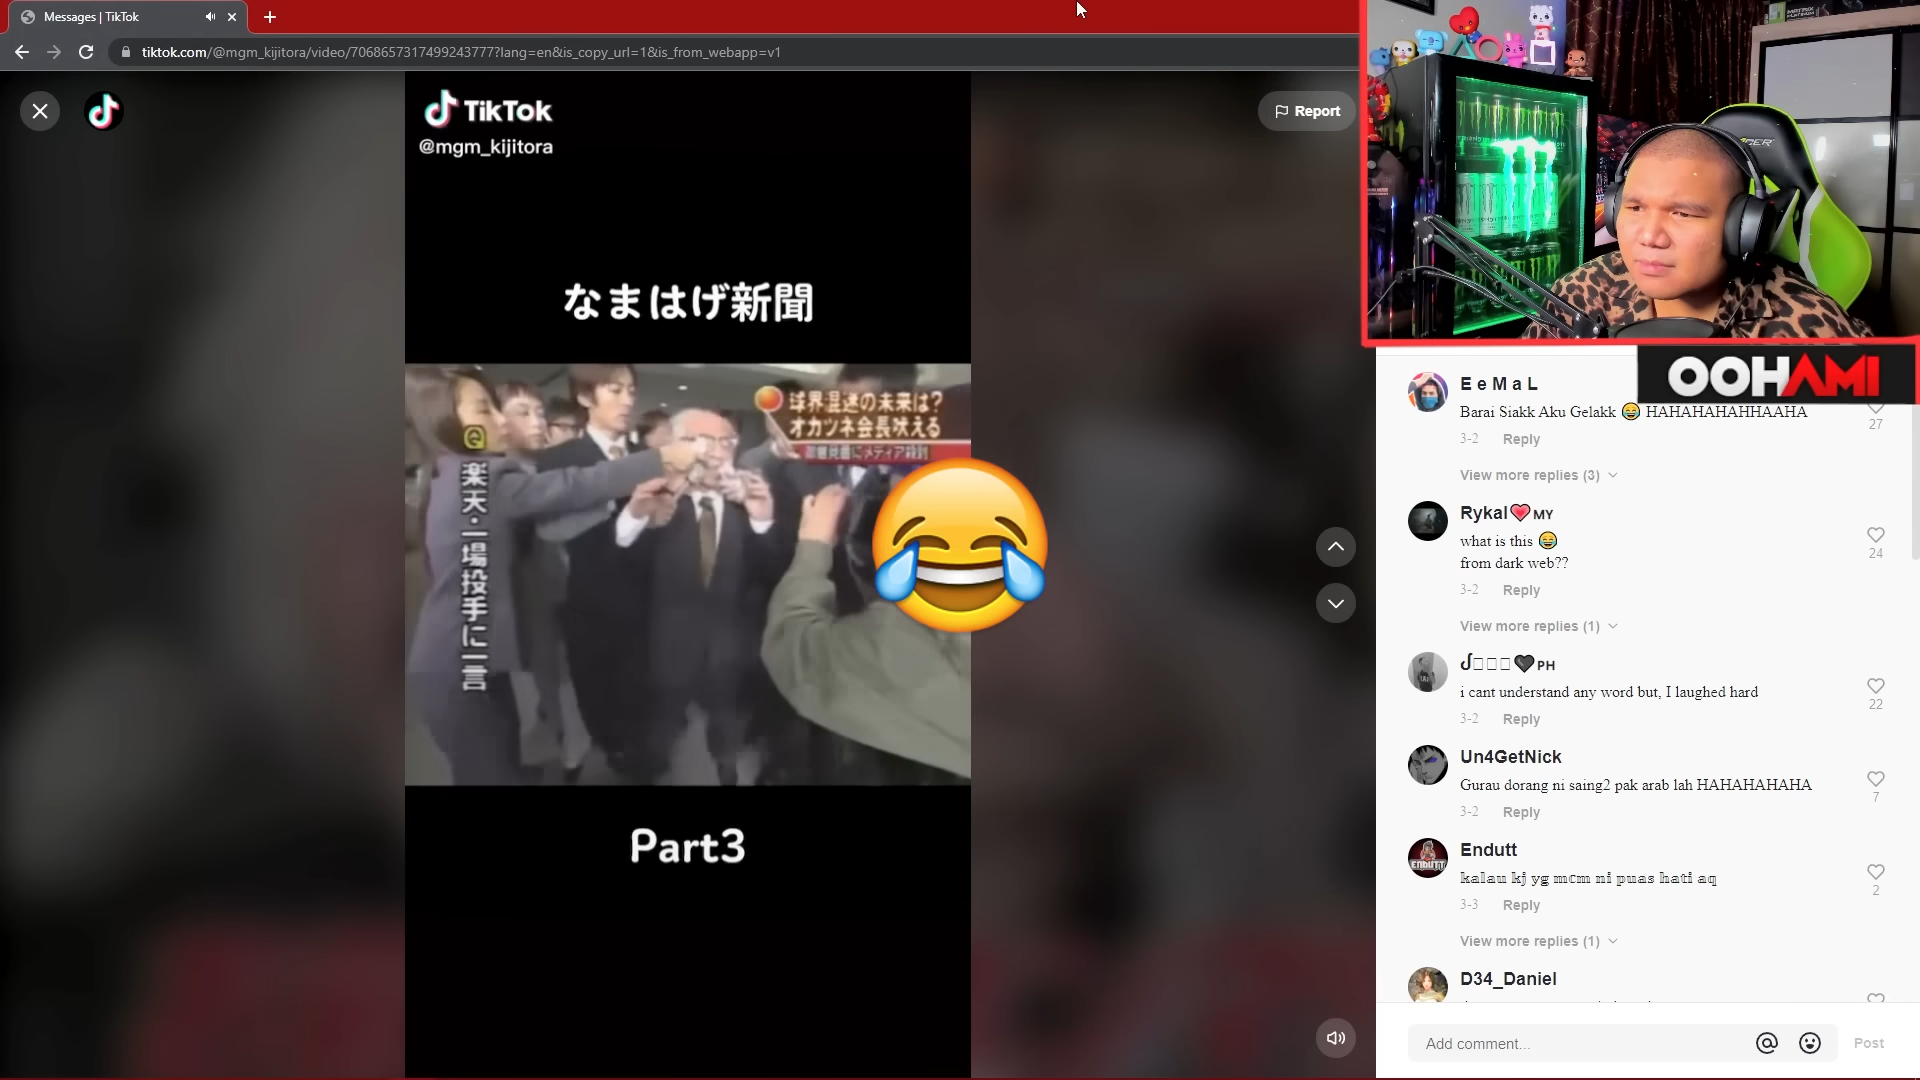 Messages | TikTok
tiktok.com/@mgm_kijitora/video/7068657317499243777?lang=en&is_copy_url=1&is_from_webapp=v1
TikTok
@mgm_kijitora
Report
なまはげ新聞
球界混迷の未来は?
オカツネ会長吠える
楽天・一場投手に一言
Part3
OOHAMI
E e M a L
Barai Siakk Aku Gelakk 😂 HAHAHAHAHHAAHA
27
3-2 Reply
View more replies (3)
Rykal❤MY
what is this 😂
from dark web??
24
3-2 Reply
View more replies (1)
PH
i cant understand any word but, I laughed hard
22
3-2 Reply
Un4GetNick
Gurau dorang ni saing2 pak arab lah HAHAHAHAHA
7
3-2 Reply
Endutt
kalau kj yg mcm ni puas hati aq
2
3-3 Reply
View more replies (1)
D34_Daniel
Add comment...
Post